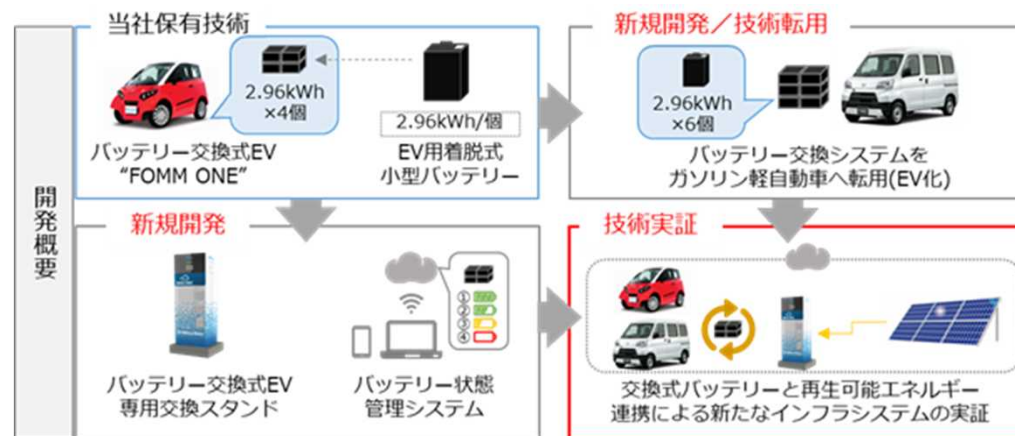 開発概要
当社保有技術
2.96kWh
×4個
2.96kWh/個
バッテリー交換式EV
“FOMM ONE”
EV用着脱式
小型バッテリー
新規開発／技術転用
2.96kWh
×6個
バッテリー交換システムを
ガソリン軽自動車へ転用(EV化)
新規開発
①
②
③
④
バッテリー交換式EV
専用交換スタンド
バッテリー状態
管理システム
技術実証
交換式バッテリーと再生可能エネルギー
連携による新たなインフラシステムの実証